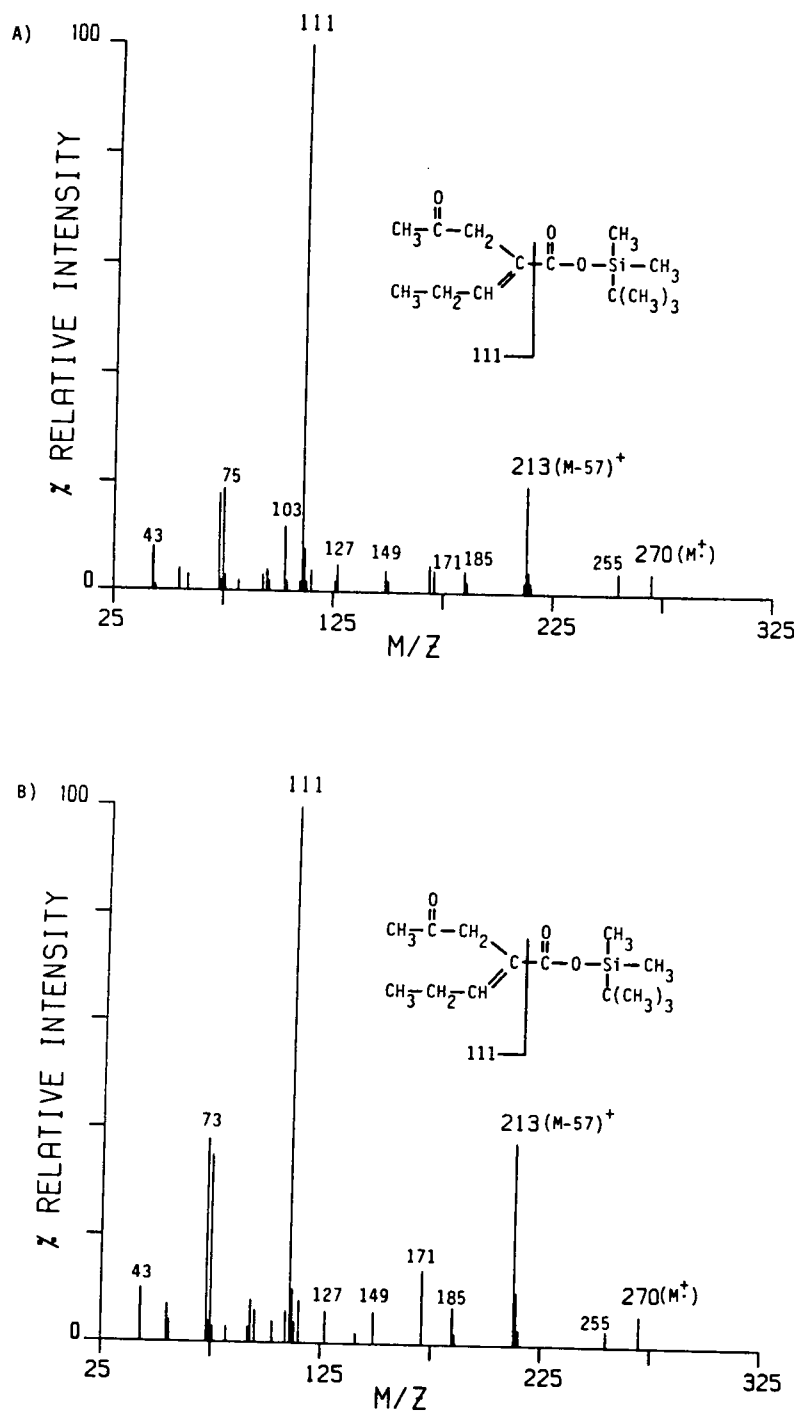 A) 100
111
% RELATIVE INTENSITY
O
CH3-C-CH2
O
CH3
C-C-O-Si-CH3
CH3-CH2-CH
C(CH3)3
111
213(M-57)+
75
103
43
127
149
171
185
255
270(M+·)
0
25
125
225
325
M/Z
B) 100
111
% RELATIVE INTENSITY
O
CH3-C-CH2
O
CH3
C-C-O-Si-CH3
CH3-CH2-CH
C(CH3)3
111
73
213(M-57)+
171
43
127
149
185
255
270(M+·)
0
25
125
225
325
M/Z